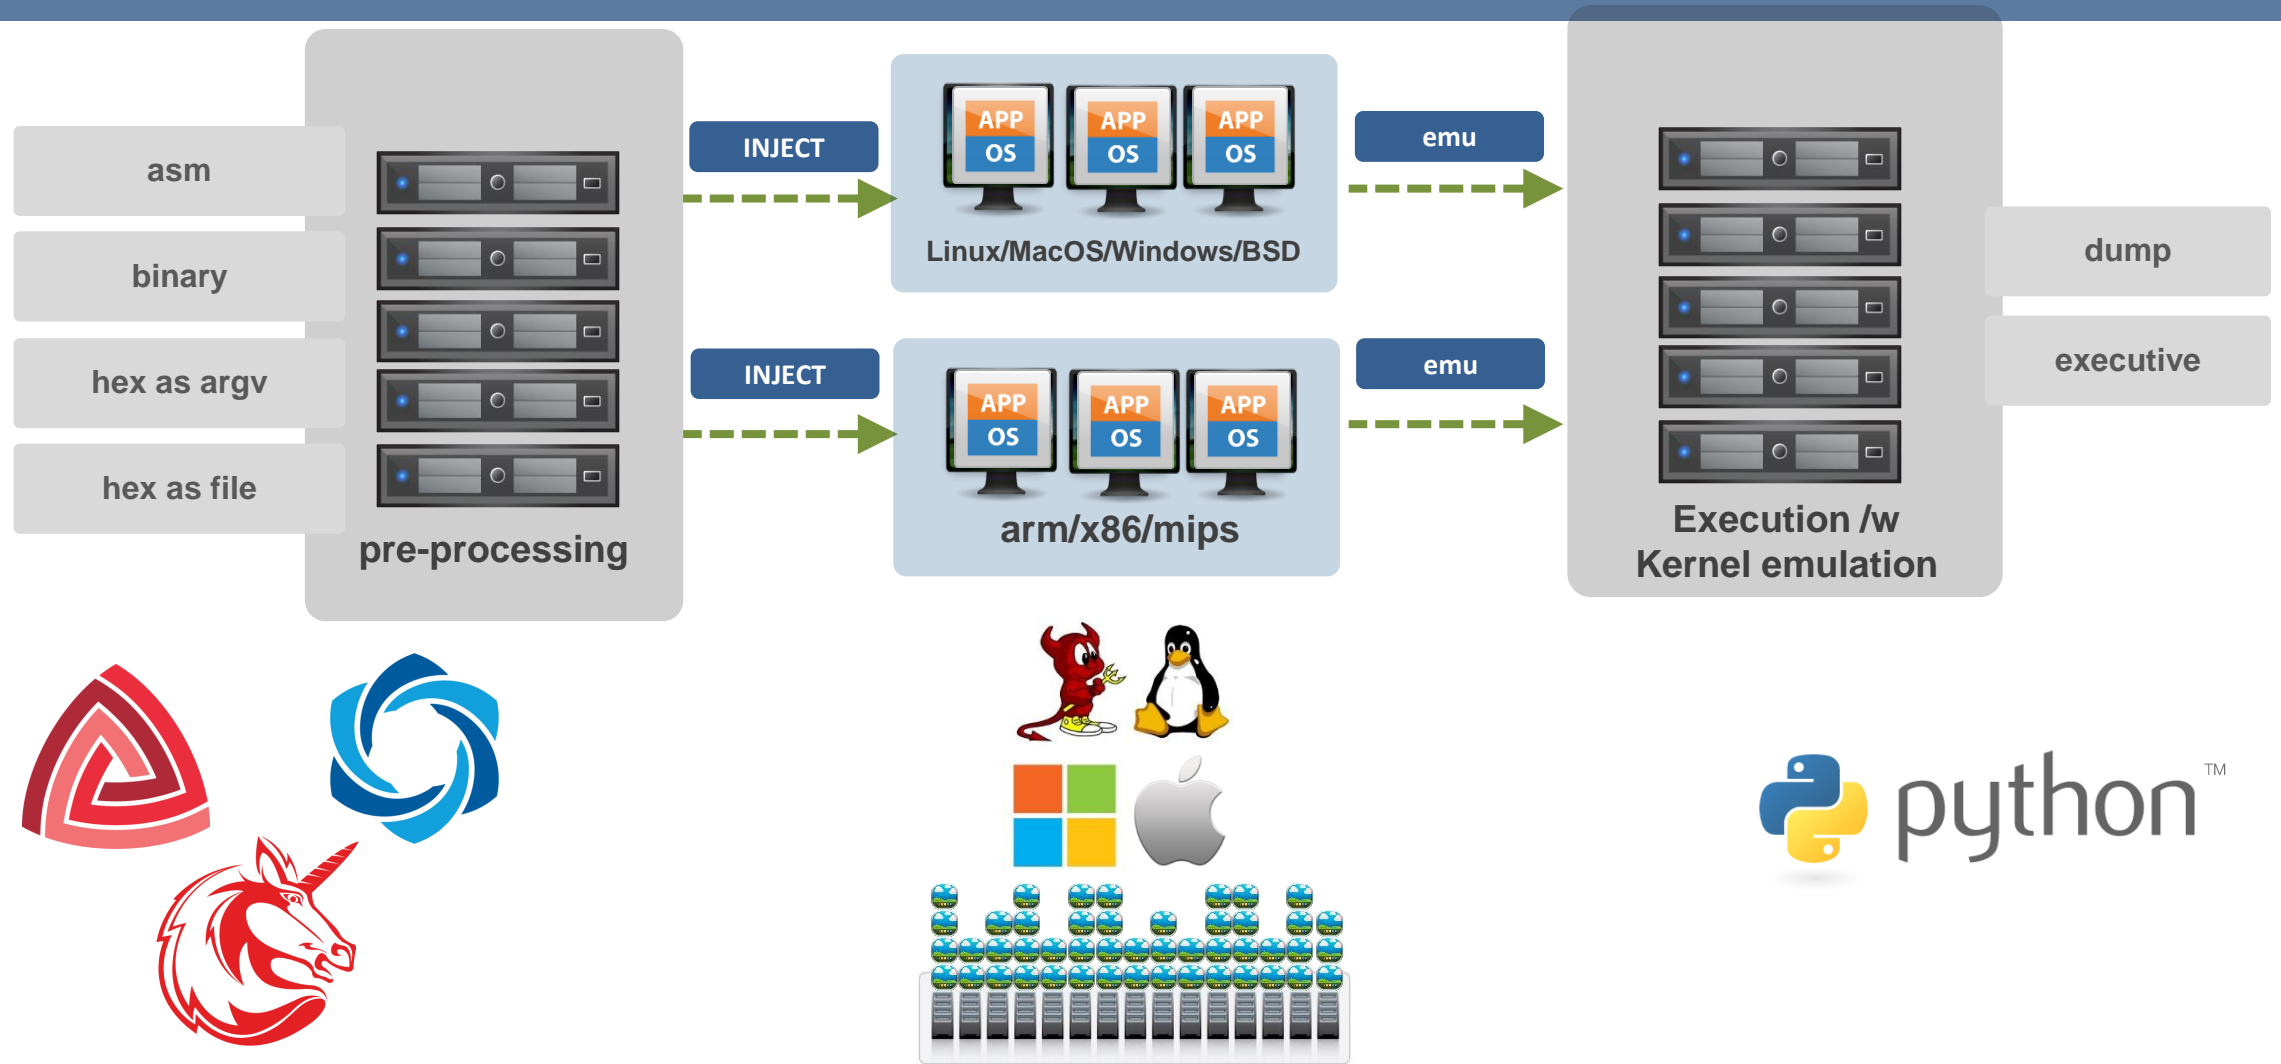 asm
binary
hex as argv
hex as file
pre-processing
INJECT
INJECT
APP
OS
APP
OS
APP
OS
Linux/MacOS/Windows/BSD
APP
OS
APP
OS
APP
OS
arm/x86/mips
emu
emu
Execution /w
Kernel emulation
dump
executive
python™